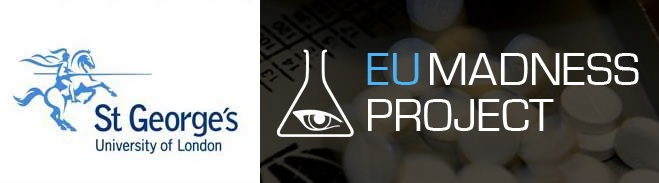 St George's
University of London
EU MADNESS
PROJECT